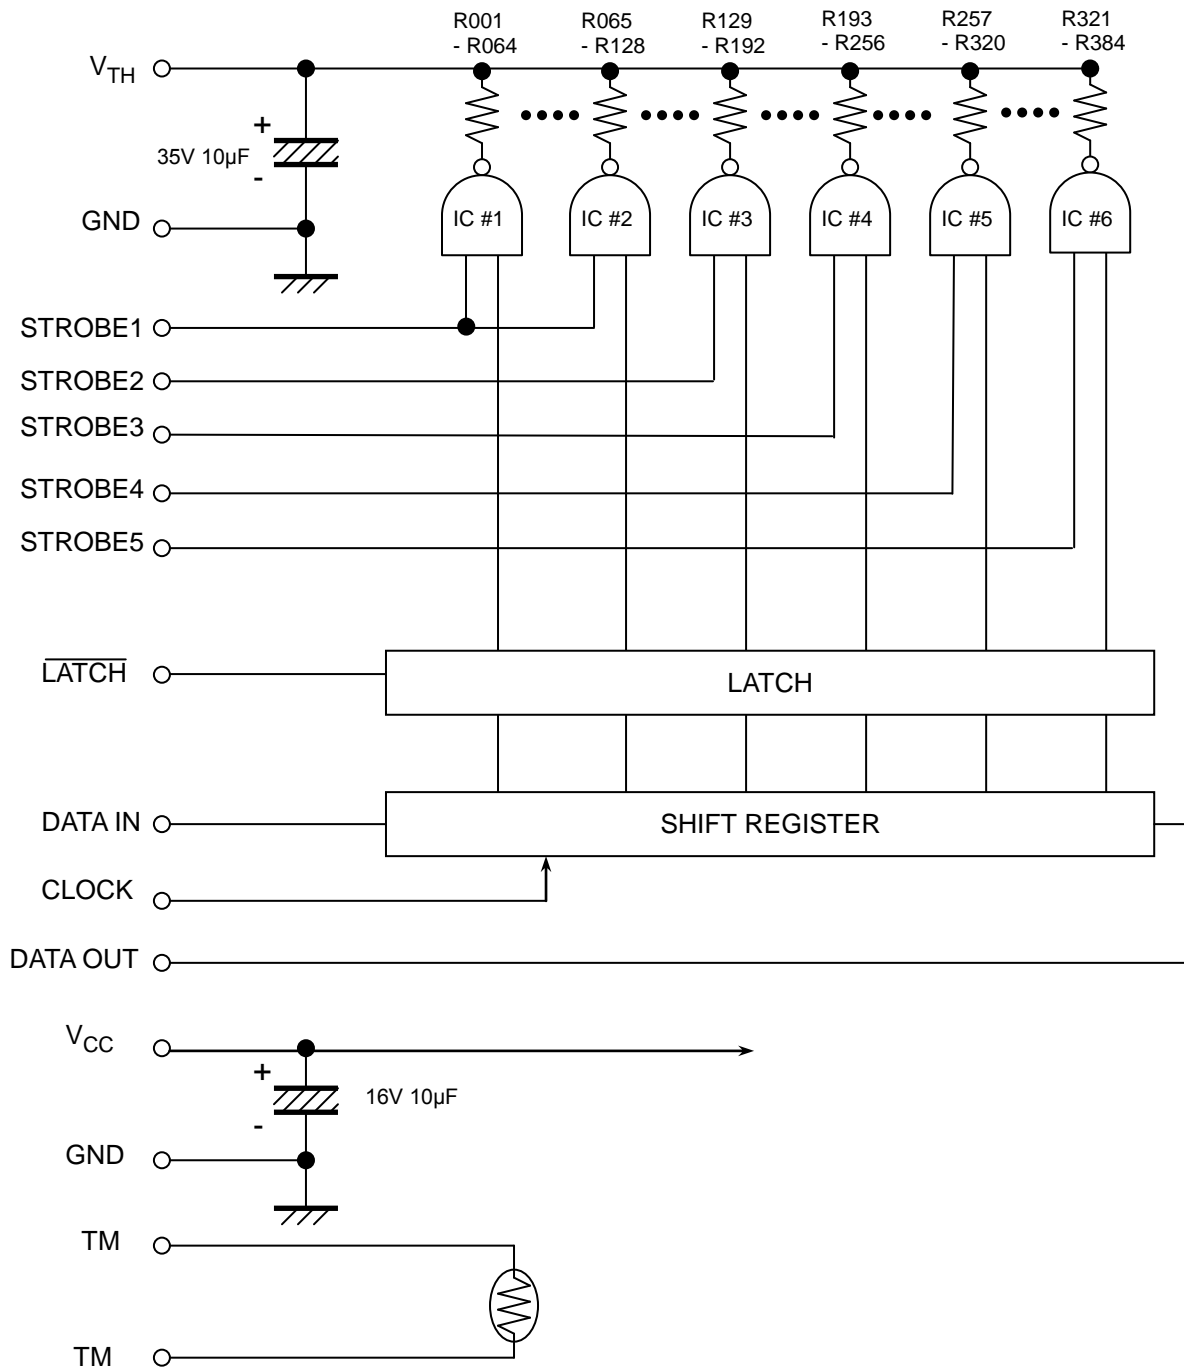 R001
- R064
R065
- R128
R129
- R192
R193
- R256
R257
- R320
R321
- R384
VTH
+
35V 10µF
-
GND
IC #1
IC #2
IC #3
IC #4
IC #5
IC #6
STROBE1
STROBE2
STROBE3
STROBE4
STROBE5
LATCH
LATCH
DATA IN
SHIFT REGISTER
CLOCK
DATA OUT
VCC
+
16V 10µF
-
GND
TM
TM